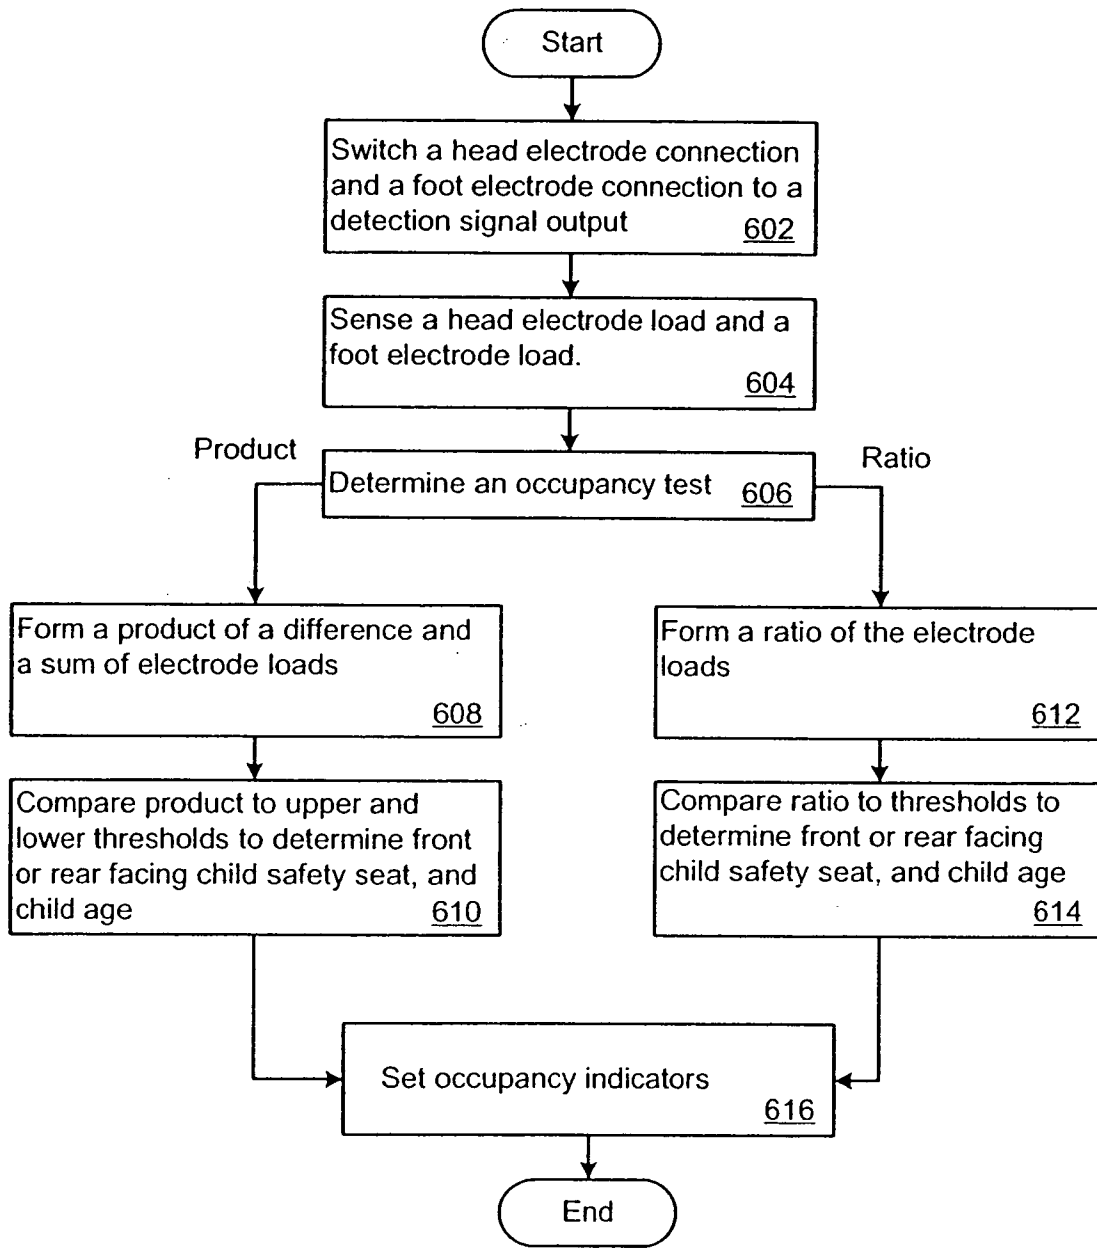 Start
Switch a head electrode connection
and a foot electrode connection to a
detection signal output 602
Sense a head electrode load and a
foot electrode load.
604
Product
Ratio
Determine an occupancy test 606
Form a product of a difference and
a sum of electrode loads
608
Form a ratio of the electrode
loads
612
Compare product to upper and
lower thresholds to determine front
or rear facing child safety seat, and
child age 610
Compare ratio to thresholds to
determine front or rear facing
child safety seat, and child age
614
Set occupancy indicators
616
End